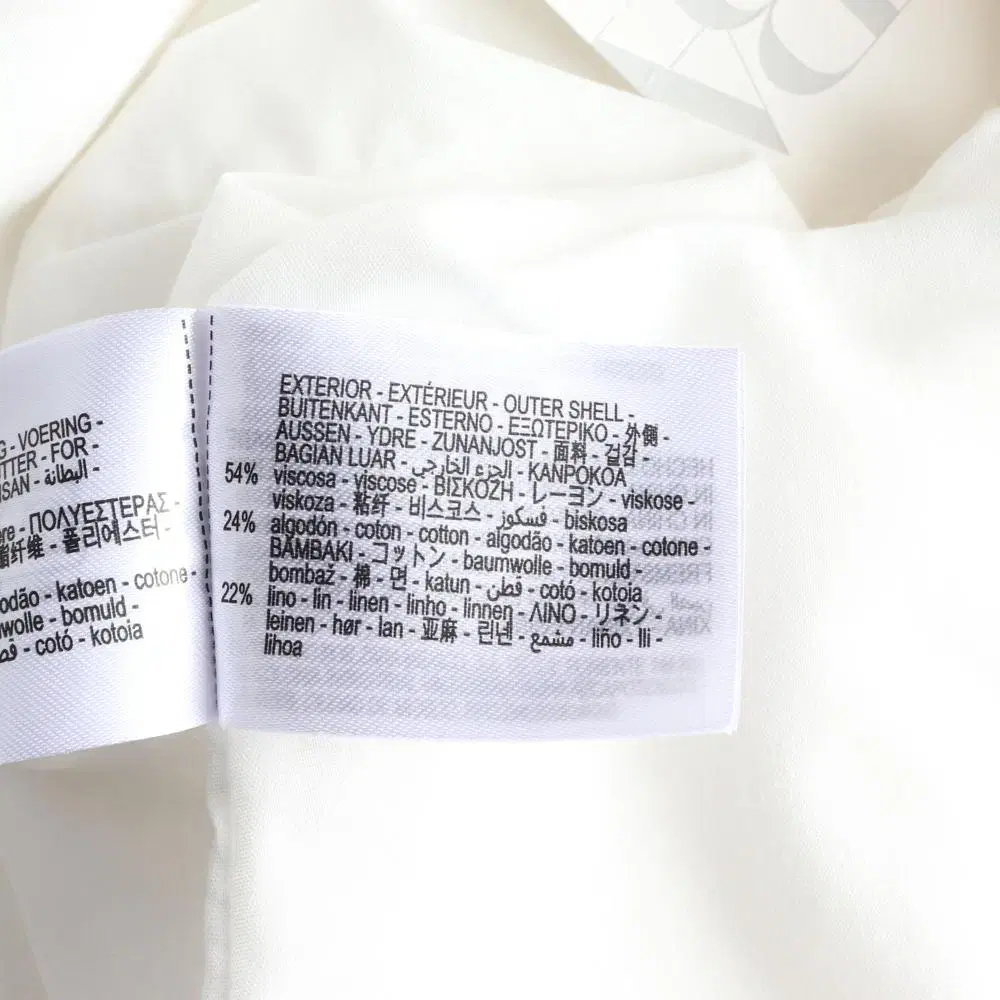 - VOERING -
FOR -
البطانة -
ΠΟΛΥΕΣΤΕΡΑΣ -
폴리에스터 -
katoen - cotone -
bomuld -
- cotó - kotoia
EXTERIOR - EXTÉRIEUR - OUTER SHELL -
BUITENKANT - ESTERNO - ΕΞΩΤΕΡΙΚΟ - 外側 -
AUSSEN - YDRE - ZUNANJOST - 面料 - 겉감 -
BAGIAN LUAR - الجزء الخارجي - KANPOKOA
54% viscosa - viscose - ΒΙΣΚΟΖΗ - レーヨン - viskose -
viskoza - 粘纤 - 비스코스 - فسكوز - biskosa
24% algodón - coton - cotton - algodão - katoen - cotone -
BAMBAKI - コットン - baumwolle - bomuld -
bombaž - 棉 - 면 - katun - قطن - cotó - kotoia
22% lino - lin - linen - linho - linnen - ΛΙΝΟ - リネン -
leinen - hør - lan - 亚麻 - 린넨 - مشمع - liño - lli -
lihoa